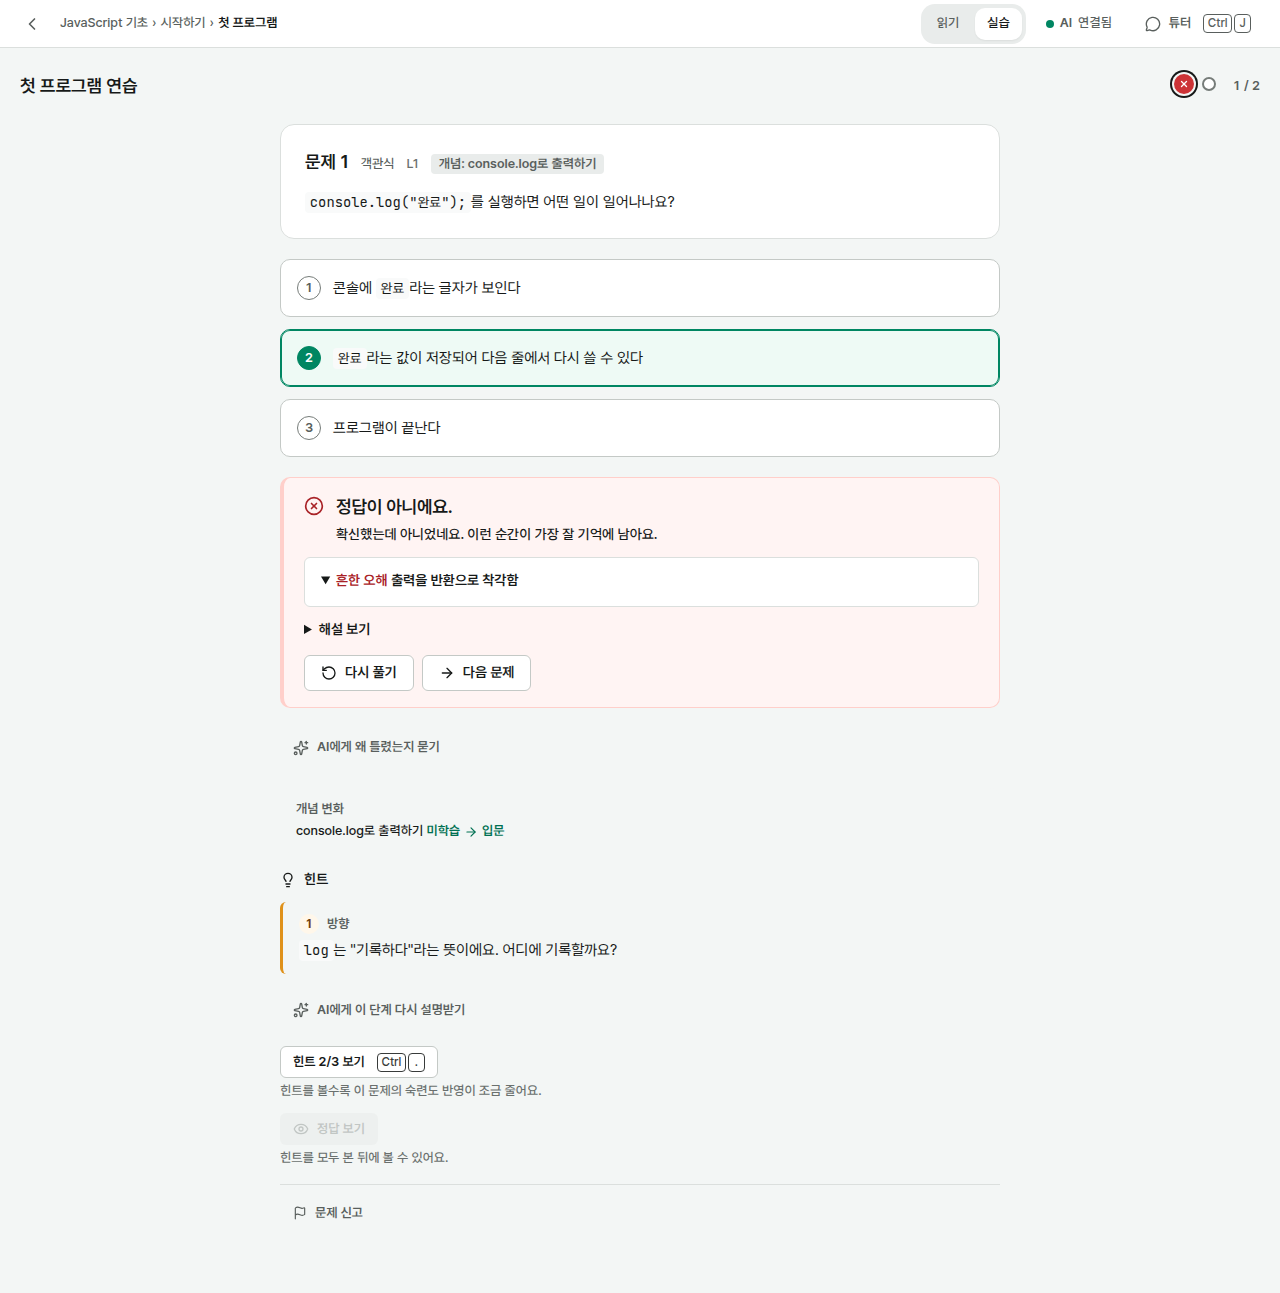 JavaScript 기초 › 시작하기 › 첫 프로그램
읽기
실습
AI 연결됨
튜터
Ctrl
J
첫 프로그램 연습
1 / 2
문제 1 객관식 L1 개념: console.log로 출력하기
console.log("완료"); 를 실행하면 어떤 일이 일어나나요?
1 콘솔에 완료 라는 글자가 보인다
2 완료 라는 값이 저장되어 다음 줄에서 다시 쓸 수 있다
3 프로그램이 끝난다
정답이 아니에요.
확신했는데 아니었네요. 이런 순간이 가장 잘 기억에 남아요.
▼ 흔한 오해 출력을 반환으로 착각함
▶ 해설 보기
다시 풀기
다음 문제
AI에게 왜 틀렸는지 묻기
개념 변화
console.log로 출력하기 미학습 → 입문
힌트
1 방향
log 는 "기록하다"라는 뜻이에요. 어디에 기록할까요?
AI에게 이 단계 다시 설명받기
힌트 2/3 보기 Ctrl .
힌트를 볼수록 이 문제의 숙련도 반영이 조금 줄어요.
정답 보기
힌트를 모두 본 뒤에 볼 수 있어요.
문제 신고